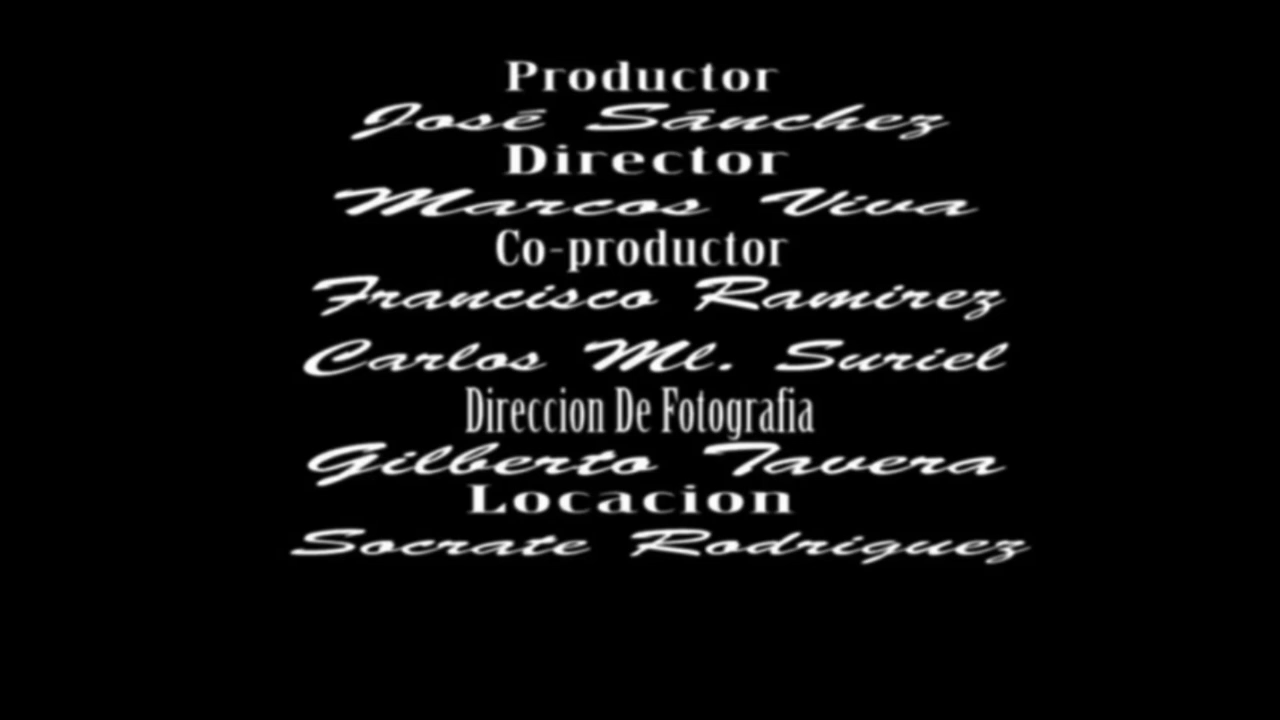 Productor
José Sánchez
Director
Marcos Viva
Co-productor
Francisco Ramirez
Carlos Ml. Suriel
Direccion De Fotografia
Gilberto Tavera
Locacion
Socrate Rodriguez